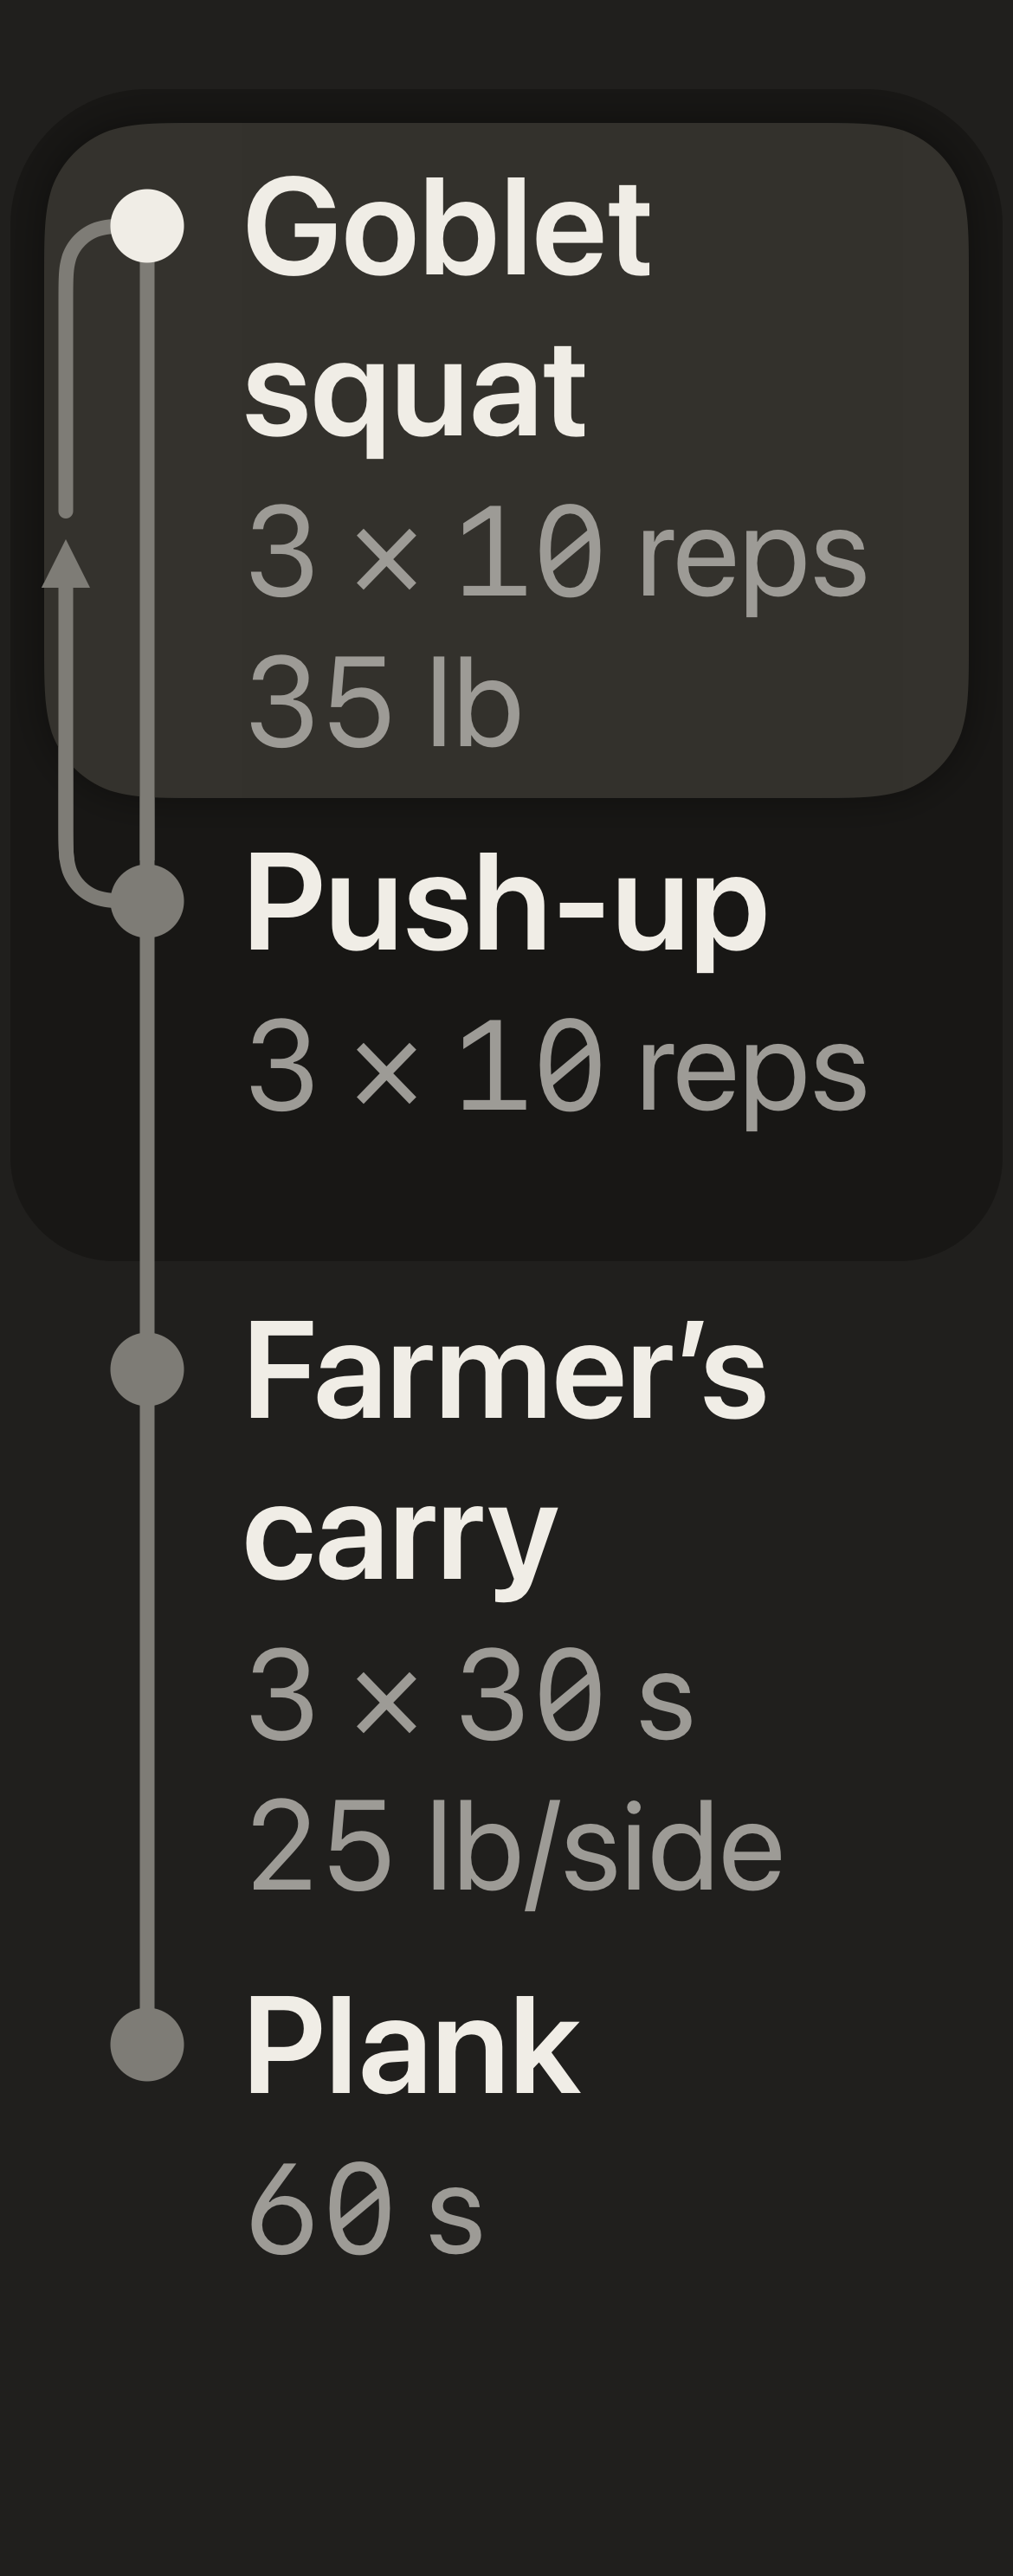 Goblet
squat
3 × 10 reps
35 lb
Push-up
3 × 10 reps
Farmer’s
carry
3 × 30 s
25 lb/side
Plank
60 s